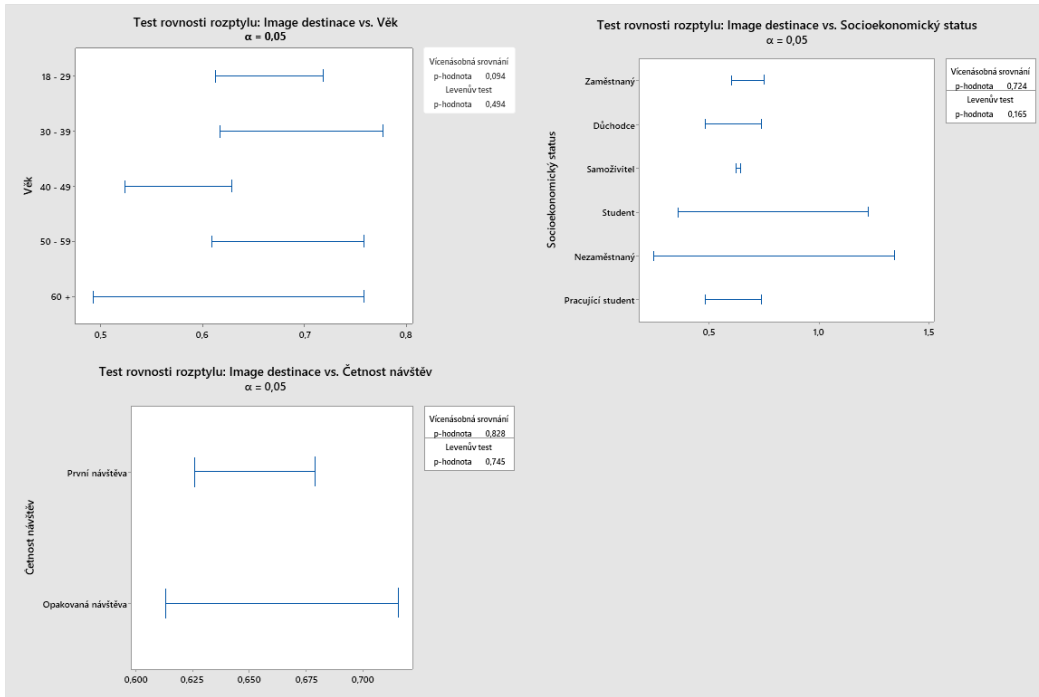 Test rovnosti rozptylu: Image destinace vs. Věk
α = 0,05
Vícenásobná srovnání
p-hodnota 0,094
Levenův test
p-hodnota 0,494
Věk
18 - 29
30 - 39
40 - 49
50 - 59
60 +
0,5 0,6 0,7 0,8
Test rovnosti rozptylu: Image destinace vs. Socioekonomický status
α = 0,05
Vícenásobná srovnání
p-hodnota 0,724
Levenův test
p-hodnota 0,165
Socioekonomický status
Zaměstnaný
Důchodce
Samoživitel
Student
Nezaměstnaný
Pracující student
0,5 1,0 1,5
Test rovnosti rozptylu: Image destinace vs. Četnost návštěv
α = 0,05
Vícenásobná srovnání
p-hodnota 0,828
Levenův test
p-hodnota 0,745
Četnost návštěv
První návštěva
Opakovaná návštěva
0,600 0,625 0,650 0,675 0,700